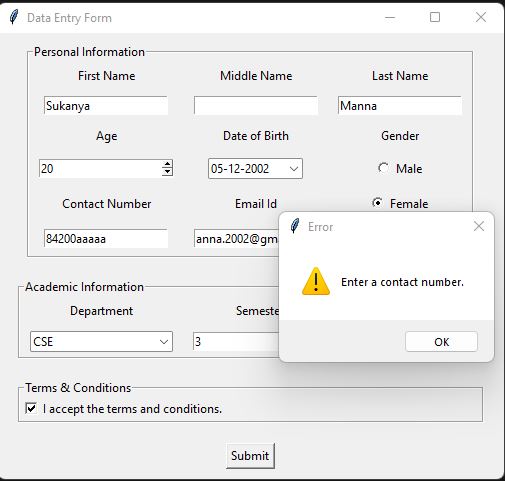 Data Entry Form
Personal Information
First Name Middle Name Last Name
Sukanya Manna
Age Date of Birth Gender
20 05-12-2002 Male
Contact Number Email Id Female
84200aaaaa anna.2002@gm
Error
Enter a contact number.
OK
Academic Information
Department Semeste
CSE 3
Terms & Conditions
I accept the terms and conditions.
Submit